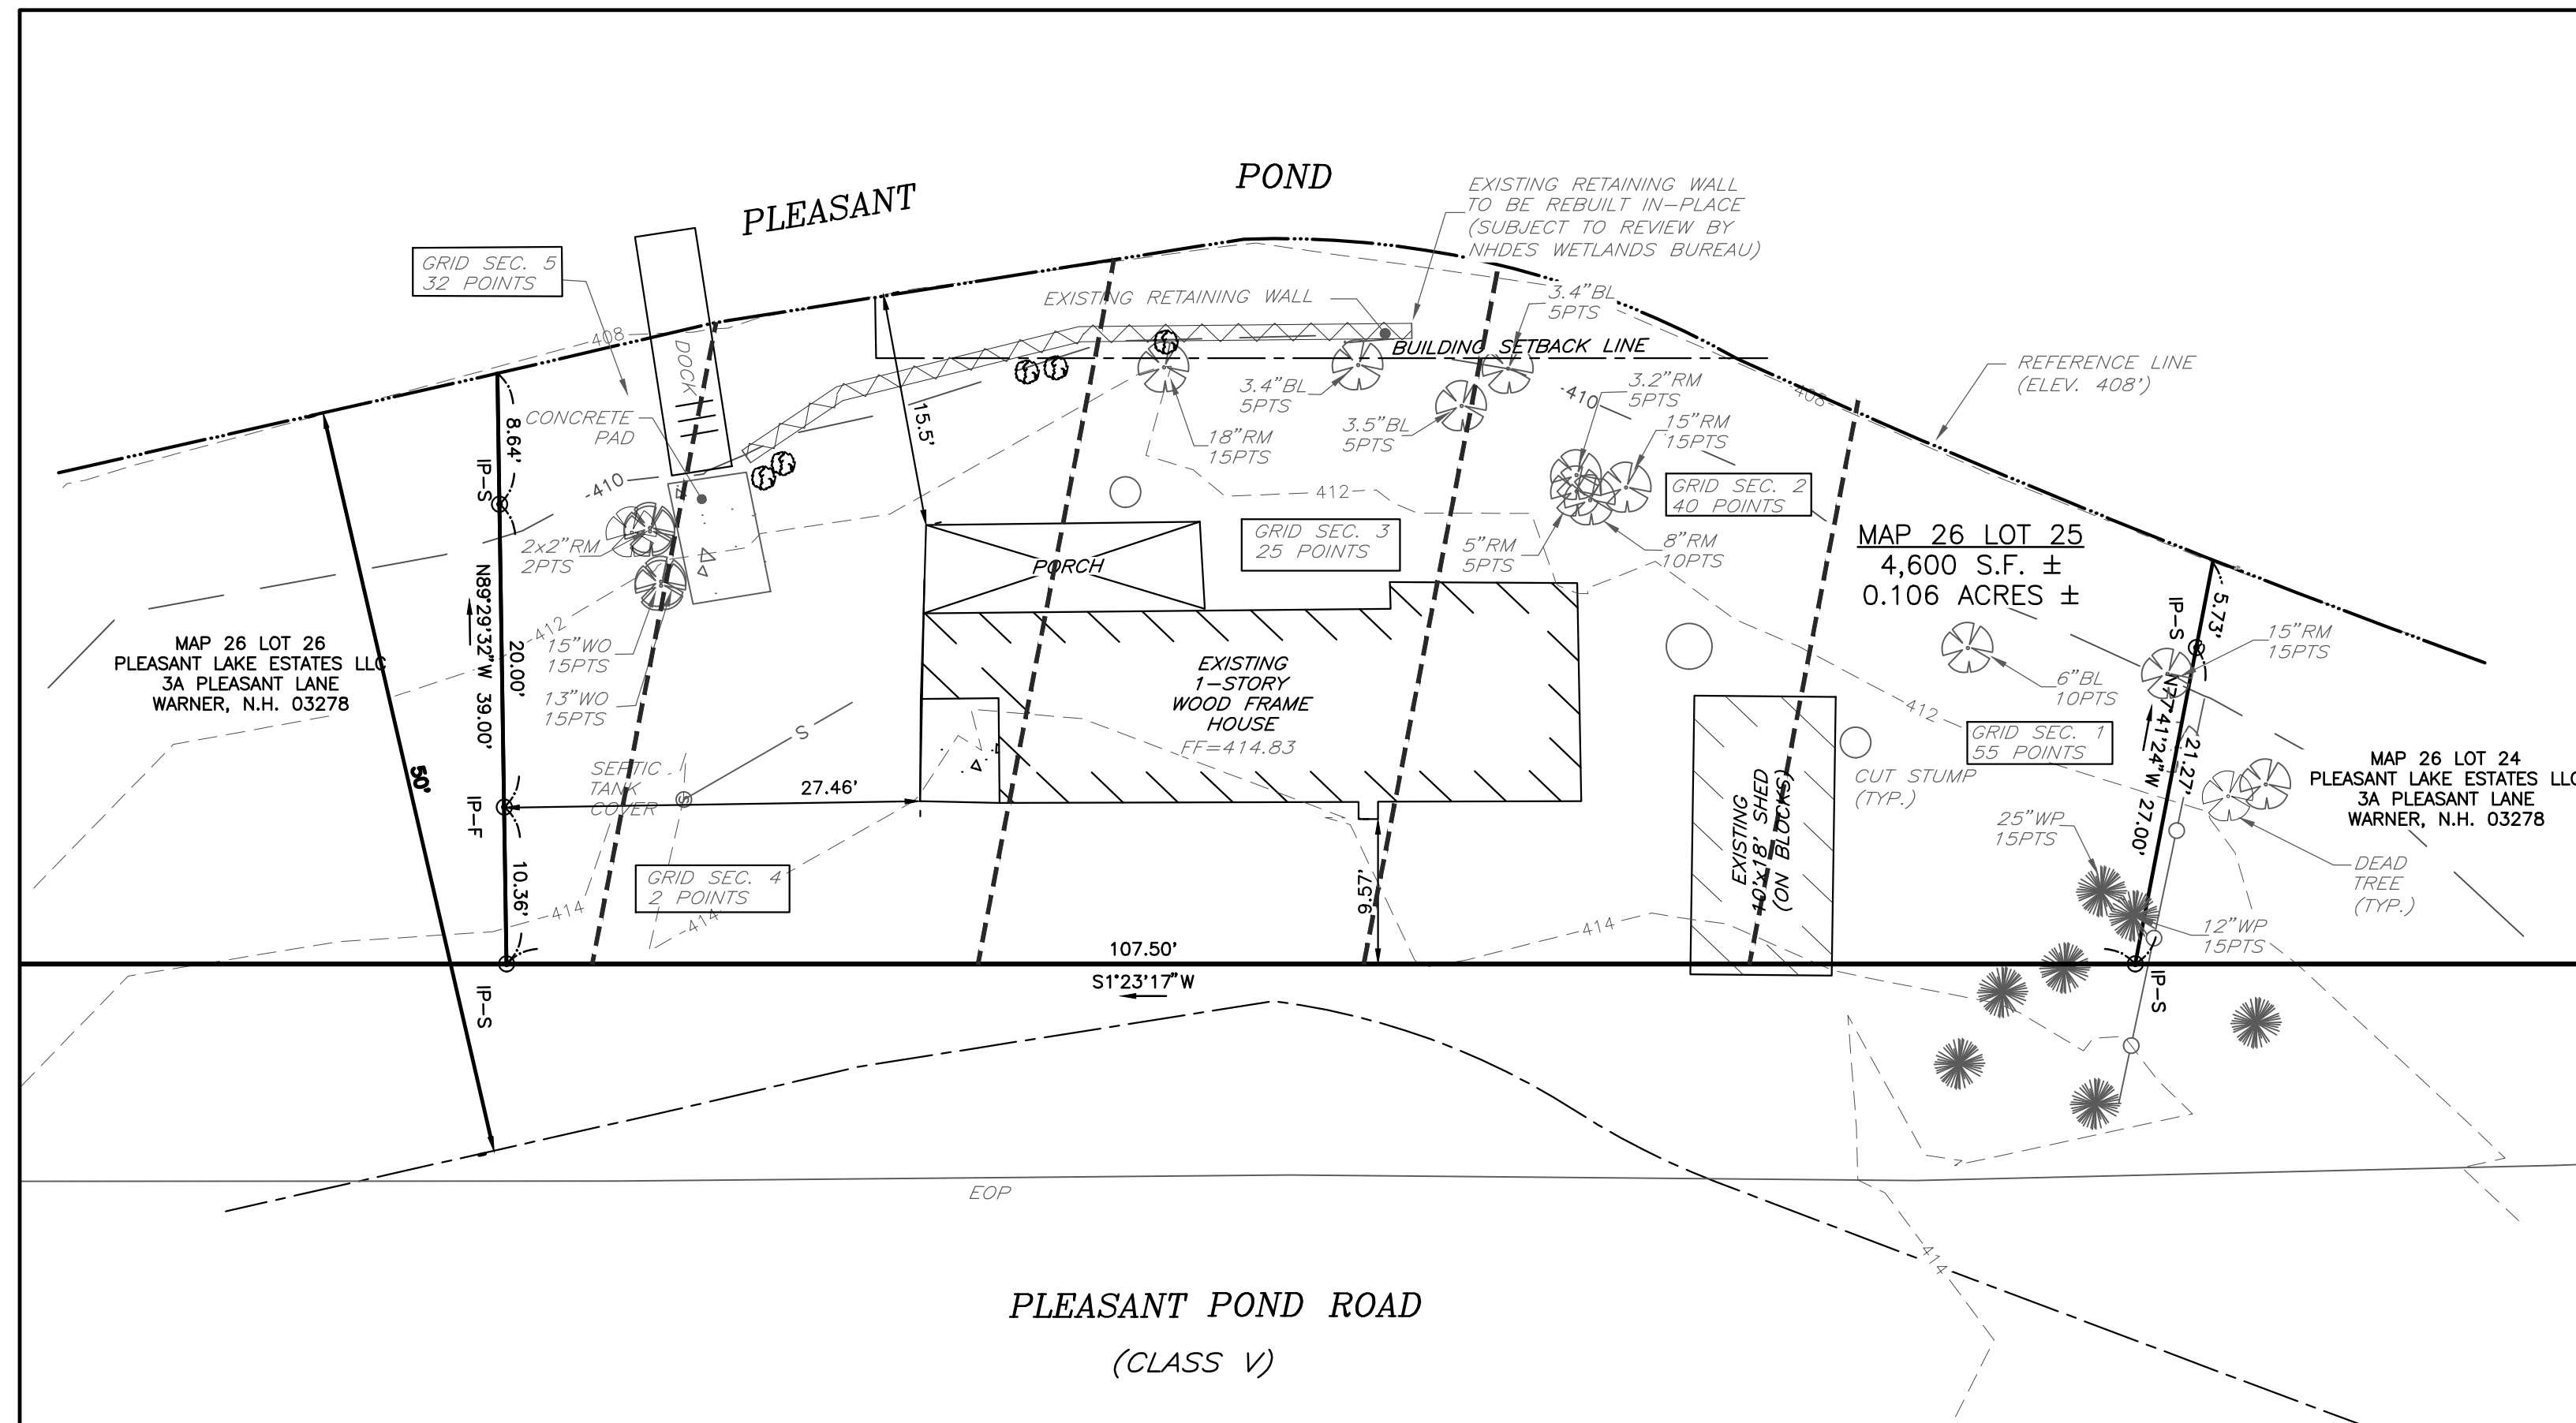 PLEASANT
POND
EXISTING RETAINING WALL
TO BE REBUILT IN-PLACE
(SUBJECT TO REVIEW BY
NHDES WETLANDS BUREAU)
GRID SEC. 5
32 POINTS
EXISTING RETAINING WALL
3.4"BL
5PTS
408
DOCK
BUILDING SETBACK LINE
REFERENCE LINE
(ELEV. 408')
3.4"BL
5PTS
3.2"RM
5PTS
410
408
15.5'
CONCRETE
PAD
8.64'
IP-S
18"RM
15PTS
3.5"BL
5PTS
15"RM
15PTS
410
412
GRID SEC. 2
40 POINTS
GRID SEC. 3
25 POINTS
MAP 26 LOT 25
4,600 S.F. ±
0.106 ACRES ±
2x2"RM
2PTS
5"RM
5PTS
8"RM
10PTS
PORCH
N89°29'32"W 39.00'
20.00'
412
IP-S
5.73'
15"RM
15PTS
MAP 26 LOT 26
PLEASANT LAKE ESTATES LLC
3A PLEASANT LANE
WARNER, N.H. 03278
15"WO
15PTS
13"WO
15PTS
EXISTING
1-STORY
WOOD FRAME
HOUSE
FF=414.83
6"BL
10PTS
412
N77°41'24"W 27.00'
21.27'
GRID SEC. 1
55 POINTS
S
50'
SEPTIC
TANK
COVER
S
27.46'
CUT STUMP
(TYP.)
MAP 26 LOT 24
PLEASANT LAKE ESTATES LLC
3A PLEASANT LANE
WARNER, N.H. 03278
IP-F
EXISTING
10'x18' SHED
(ON BLOCKS)
25"WP
15PTS
10.36'
GRID SEC. 4
2 POINTS
9.57'
DEAD
TREE
(TYP.)
414
414
414
12"WP
15PTS
107.50'
S1°23'17"W
IP-S
IP-S
EOP
414
PLEASANT POND ROAD
(CLASS V)